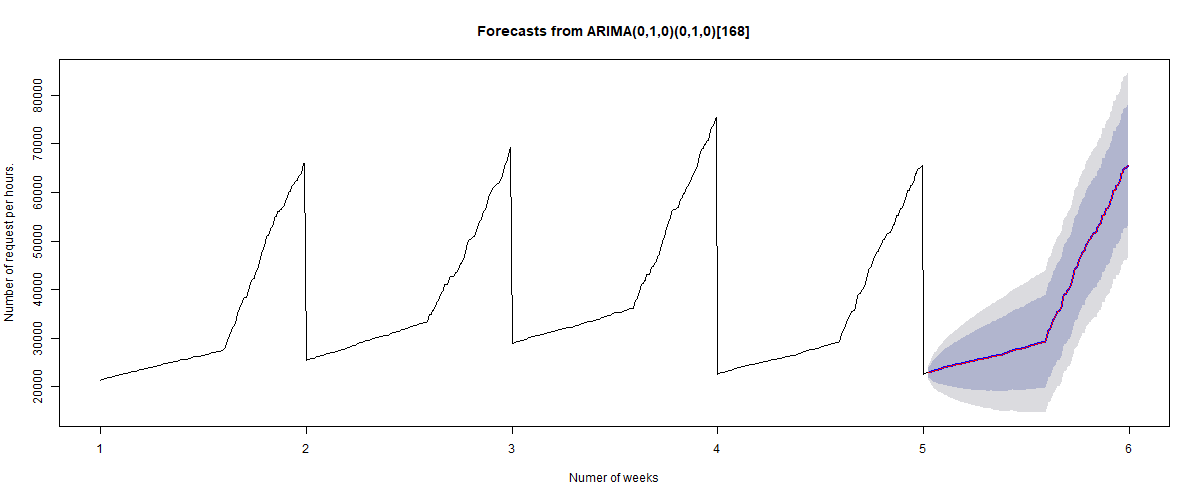 Forecasts from ARIMA(0,1,0)(0,1,0)[168]
Number of request per hours.
80000
70000
60000
50000
40000
30000
20000
1 2 3 4 5 6
Numer of weeks